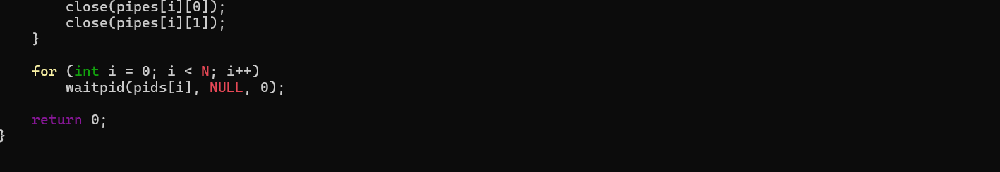 close(pipes[i][0]);
        close(pipes[i][1]);
    }
    for (int i = 0; i < N; i++)
        waitpid(pids[i], NULL, 0);
    return 0;
}